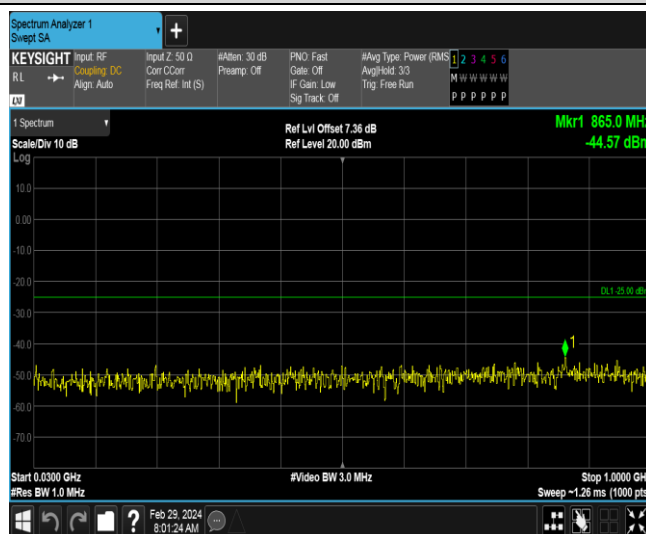 Spectrum Analyzer 1
Swept SA
+
KEYSIGHT Input: RF Input Z: 50 Ω #Atten: 30 dB PNO: Fast #Avg Type: Power (RMS 1 2 3 4 5 6
RL Coupling: DC Corr CCorr Preamp: Off Gate: Off Avg|Hold: 3/3 M W W W W W
Align: Auto Freq Ref: Int (S) IF Gain: Low Trig: Free Run
Sig Track: Off P P P P P P
LXI
1 Spectrum Ref Lvl Offset 7.36 dB Mkr1 865.0 MHz
Scale/Div 10 dB Ref Level 20.00 dBm -44.57 dBm
Log
10.0
0.00
-10.0
-20.0
DL1 -25.00 dBm
-30.0
-40.0
1
-50.0
-60.0
-70.0
Start 0.0300 GHz #Video BW 3.0 MHz Stop 1.0000 GHz
#Res BW 1.0 MHz Sweep ~1.26 ms (1000 pts)
? Feb 29, 2024
8:01:24 AM